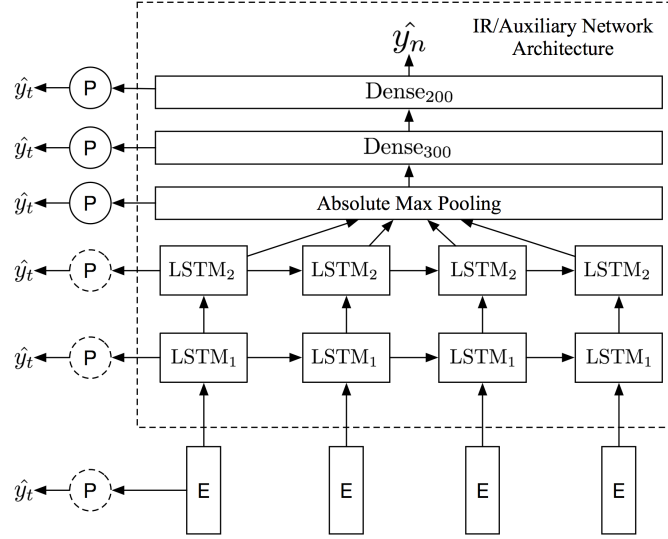 IR/Auxiliary Network
Architecture
ŷₙ
ŷₜ P Dense₂₀₀
ŷₜ P Dense₃₀₀
ŷₜ P Absolute Max Pooling
ŷₜ P LSTM₂ LSTM₂ LSTM₂ LSTM₂
ŷₜ P LSTM₁ LSTM₁ LSTM₁ LSTM₁
ŷₜ P E E E E